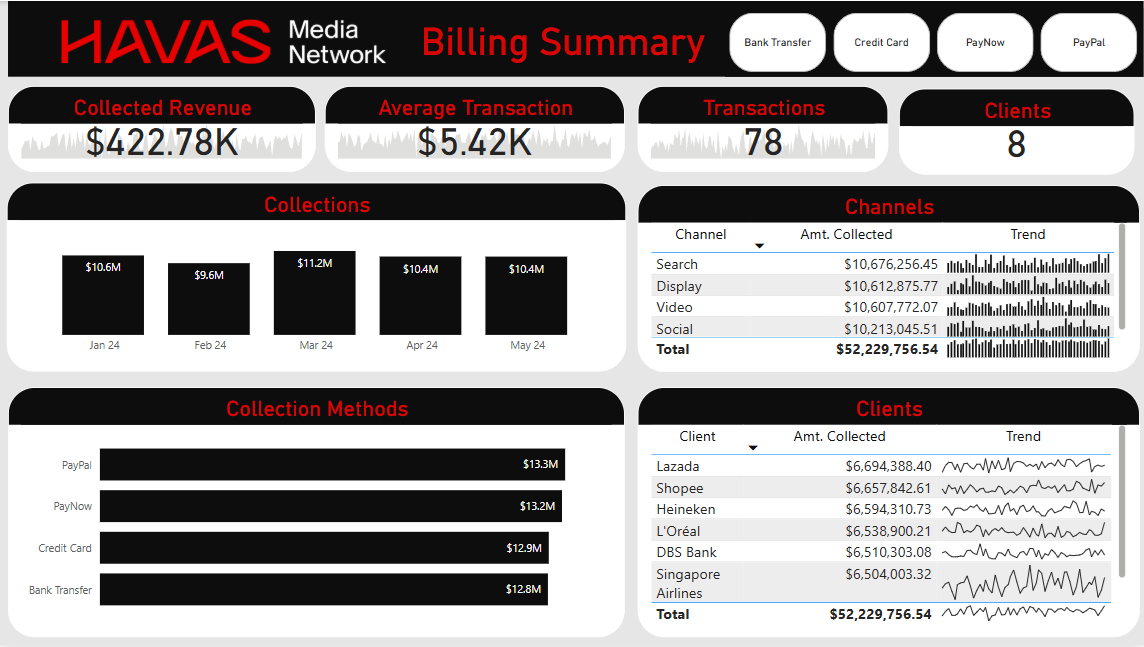 HAVAS
Media
Network
Billing Summary
Bank Transfer
Credit Card
PayNow
PayPal
Collected Revenue
$422.78K
Average Transaction
$5.42K
Transactions
78
Clients
8
Collections
$10.6M
$9.6M
$11.2M
$10.4M
$10.4M
Jan 24
Feb 24
Mar 24
Apr 24
May 24
Channels
Channel Amt. Collected Trend
Search $10,676,256.45
Display $10,612,875.77
Video $10,607,772.07
Social $10,213,045.51
Total $52,229,756.54
Collection Methods
PayPal $13.3M
PayNow $13.2M
Credit Card $12.9M
Bank Transfer $12.8M
Clients
Client Amt. Collected Trend
Lazada $6,694,388.40
Shopee $6,657,842.61
Heineken $6,594,310.73
L'Oréal $6,538,900.21
DBS Bank $6,510,303.08
Singapore $6,504,003.32
Airlines
Total $52,229,756.54